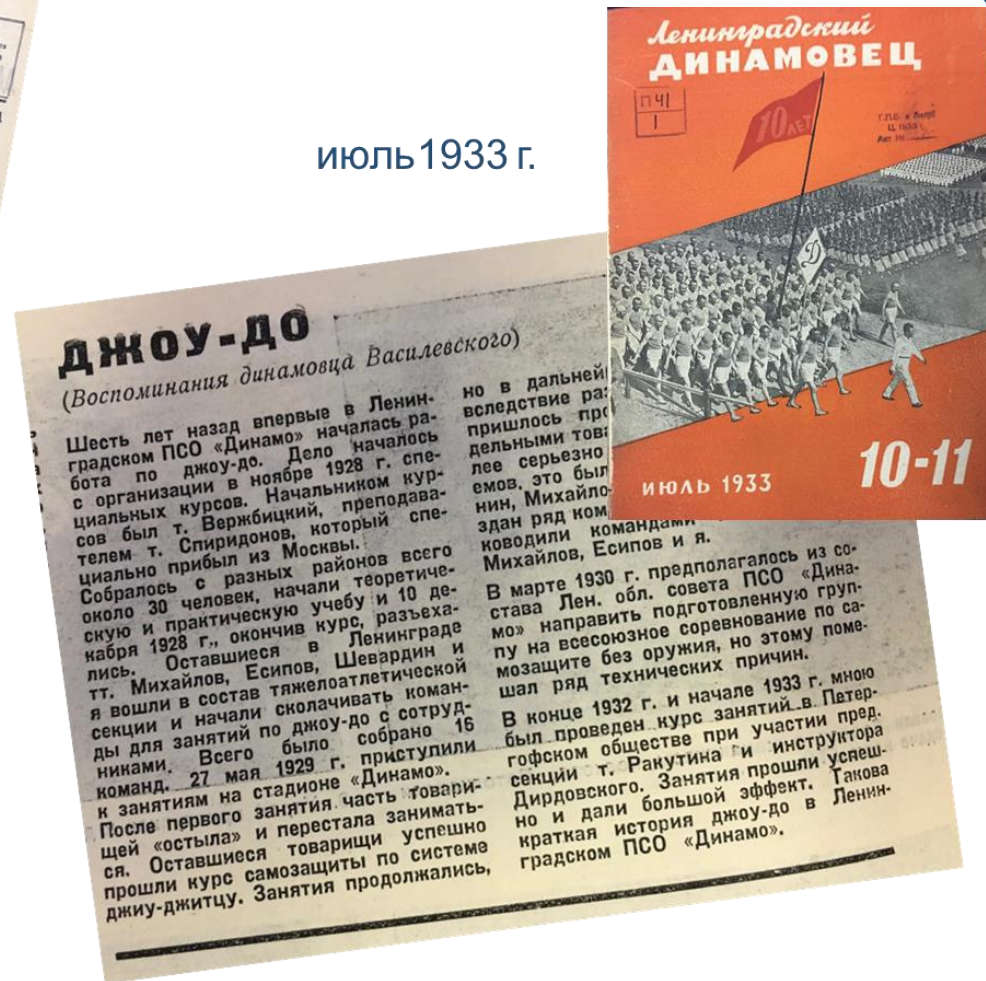 июль1933 г.
Ленинградский
ДИНАМОВЕЦ
П 41
1
10 ЛЕТ
Д
ИЮЛЬ 1933
10-11
ДЖОУ-ДО
(Воспоминания динамовца Василевского)
Шесть лет назад впервые в Ленин-
градском ПСО «Динамо» началась ра-
бота по джоу-до. Дело началось
с организации в ноябре 1928 г. спе-
циальных курсов. Начальником кур-
сов был т. Вержбицкий, преподава-
телем т. Спиридонов, который спе-
циально прибыл из Москвы.
Собралось с разных районов всего
около 30 человек, начали теоретиче-
скую и практическую учебу и 10 де-
кабря 1928 г., окончив курс, разъеха-
лись. Оставшиеся в Ленинграде
тт. Михайлов, Есипов, Шевардин и
я вошли в состав тяжелоатлетической
секции и начали сколачивать коман-
ды для занятий по джоу-до с сотруд-
никами. Всего было собрано 16
команд. 27 мая 1929 г. приступили
к занятиям на стадионе «Динамо».
После первого занятия часть товари-
щей «остыла» и перестала занимать-
ся. Оставшиеся товарищи успешно
прошли курс самозащиты по системе
джиу-джитцу. Занятия продолжались,
но в дальней
вследствие раз
пришлось про
дельными това
лее серьезно
емов, это был
нин, Михайло
здан ряд ком
ководили командами
Михайлов, Есипов и я.
В марте 1930 г. предполагалось из со-
става Лен. обл. совета ПСО «Дина-
мо» направить подготовленную груп-
пу на всесоюзное соревнование по са-
мозащите без оружия, но этому поме-
шал ряд технических причин.
В конце 1932 г. и начале 1933 г. мною
был проведен курс занятий в Петер-
гофском обществе при участии пред.
секции т. Ракутина и инструктора
Дирдовского. Занятия прошли успеш-
но и дали большой эффект. Такова
краткая история джоу-до в Ленин-
градском ПСО «Динамо».